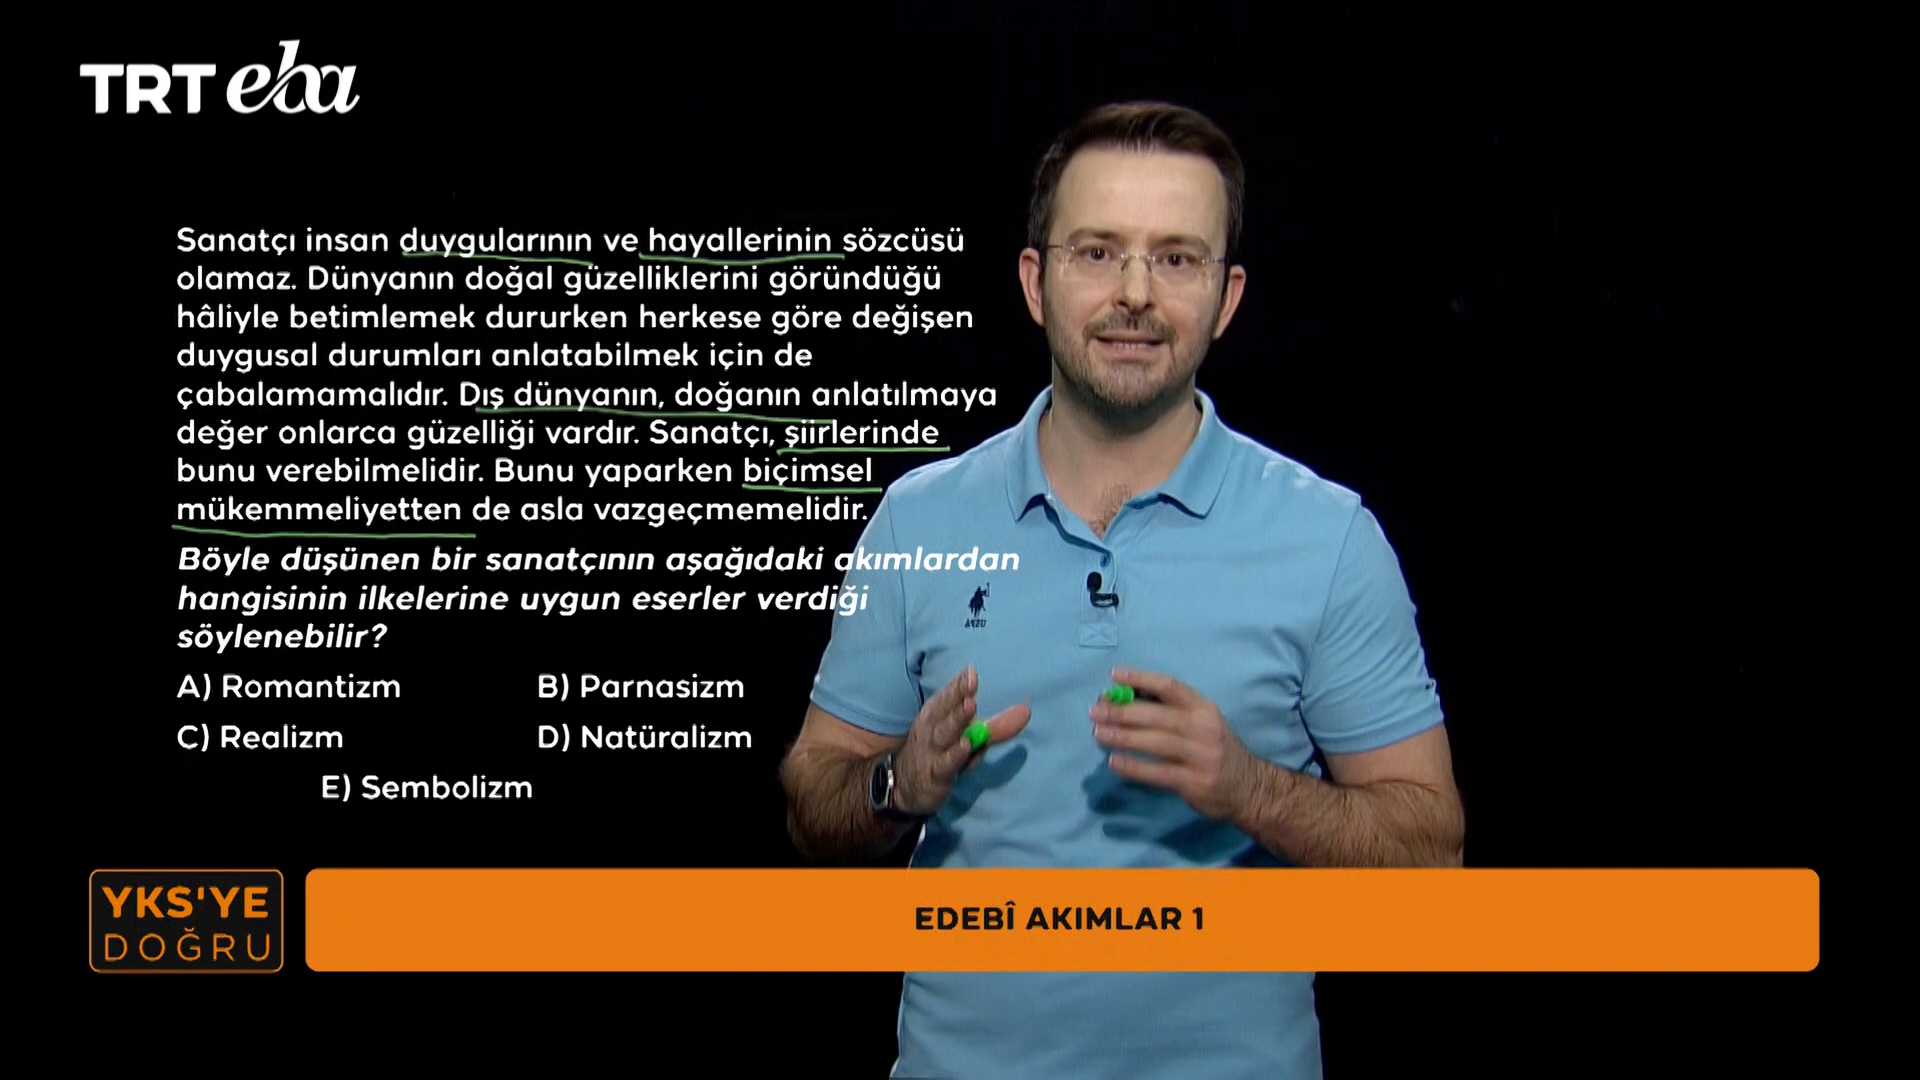 TRT eba
Sanatçı insan duygularının ve hayallerinin sözcüsü
olamaz. Dünyanın doğal güzelliklerini göründüğü
hâliyle betimlemek dururken herkese göre değişen
duygusal durumları anlatabilmek için de
çabalamamalıdır. Dış dünyanın, doğanın anlatılmaya
değer onlarca güzelliği vardır. Sanatçı, şiirlerinde
bunu verebilmelidir. Bunu yaparken biçimsel
mükemmeliyetten de asla vazgeçmemelidir.
Böyle düşünen bir sanatçının aşağıdaki akımlardan
hangisinin ilkelerine uygun eserler verdiği
söylenebilir?
A) Romantizm B) Parnasizm
C) Realizm D) Natüralizm
E) Sembolizm
YKS'YE
DOĞRU
EDEBÎ AKIMLAR 1